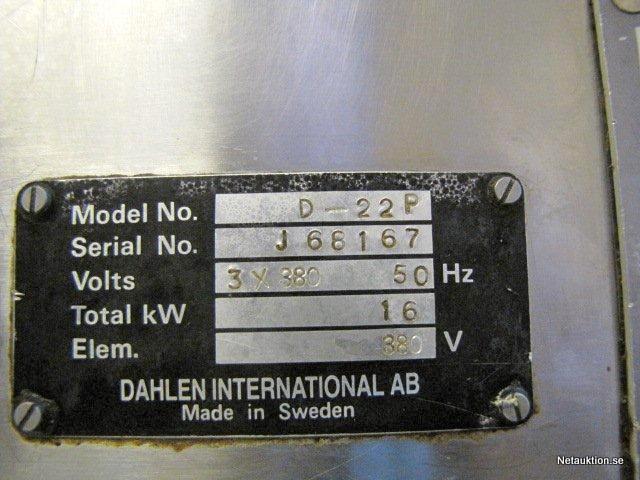 Model No. D-22P
Serial No. J68167
Volts 3 X 380 50 Hz
Total kW 16
Elem. 380 V
DAHLEN INTERNATIONAL AB
Made in Sweden
Netauktion.se